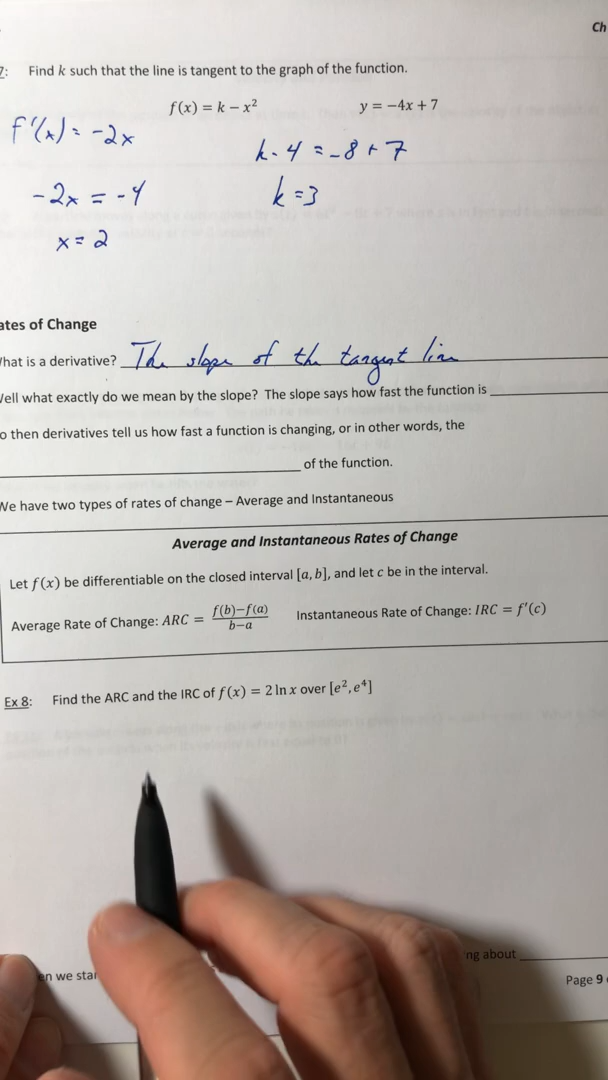 Ch
7: Find k such that the line is tangent to the graph of the function.
f(x) = k − x² y = −4x + 7
f'(x) = -2x
k - 4 = -8 + 7
-2x = -4
k = 3
x = 2
ates of Change
hat is a derivative? The slope of the tangent line
ell what exactly do we mean by the slope? The slope says how fast the function is
o then derivatives tell us how fast a function is changing, or in other words, the
of the function.
We have two types of rates of change – Average and Instantaneous
Average and Instantaneous Rates of Change
Let f(x) be differentiable on the closed interval [a, b], and let c be in the interval.
Average Rate of Change: ARC = f(b)−f(a)/b−a Instantaneous Rate of Change: IRC = f'(c)
Ex 8: Find the ARC and the IRC of f(x) = 2 ln x over [e², e⁴]
ng about
en we star
Page 9